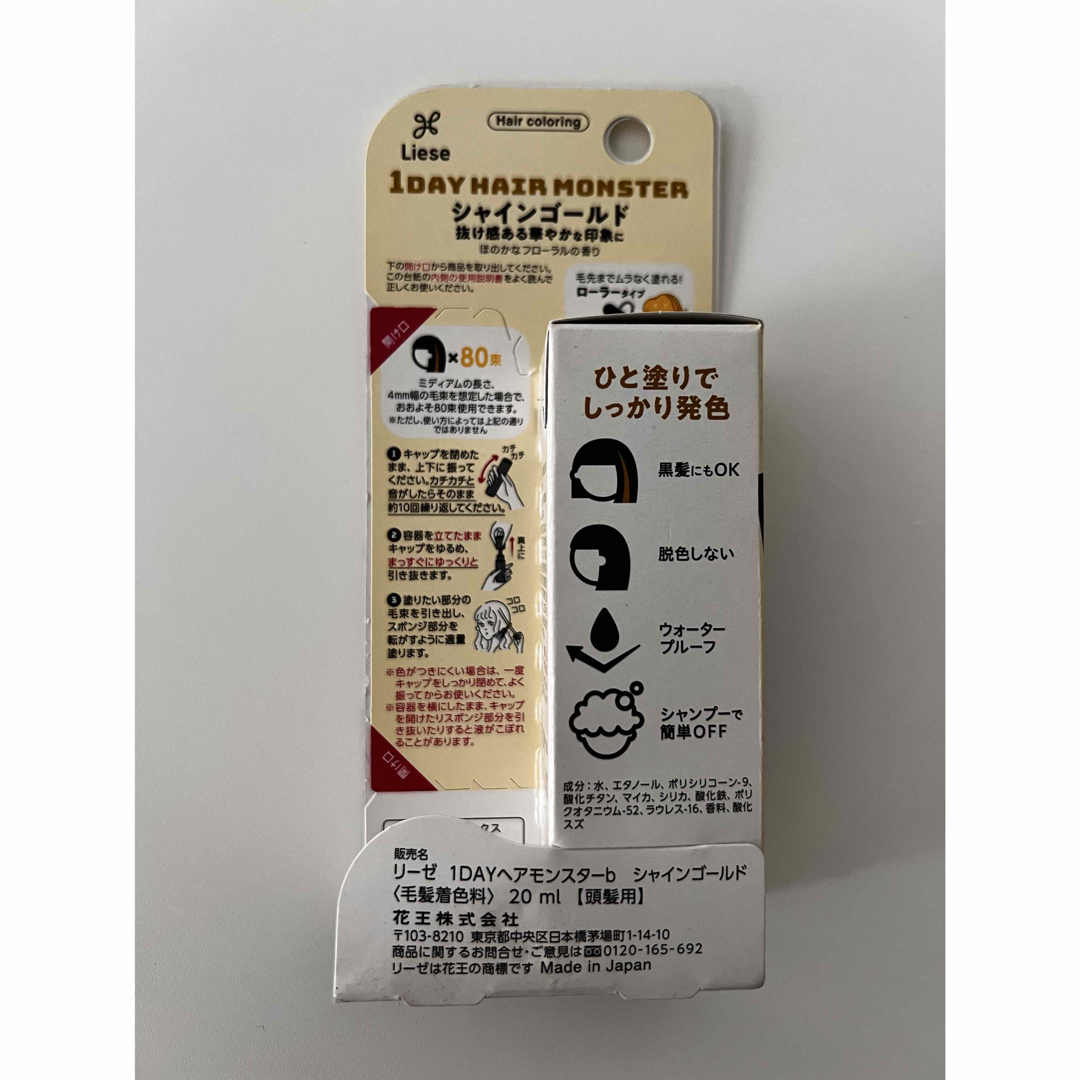 Liese
Hair coloring
1DAY HAIR MONSTER
シャインゴールド
抜け感ある華やかな印象に
ほのかなフローラルの香り
下の開け口から商品を取り出してください。
この台紙の内側の使用説明書をよく読んで
正しくお使いください。
毛先までムラなく塗れる!
ローラータイプ
開け口
×80束
ミディアムの長さ、
4mm幅の毛束を想定した場合で、
おおよそ80束使用できます。
※ただし、使い方によっては上記の通り
ではありません
1 キャップを閉めた
まま、上下に振って
ください。カチカチと
音がしたらそのまま
約10回繰り返してください。
カチ
カチ
2 容器を立てたまま
キャップをゆるめ、
まっすぐにゆっくりと
引き抜きます。
真上に
3 塗りたい部分の
毛束を引き出し、
スポンジ部分を
転がすように適量
塗ります。
コロ
コロ
※色がつきにくい場合は、一度
キャップをしっかり閉めて、よく
振ってからお使いください。
※容器を横にしたまま、キャップ
を開けたりスポンジ部分を引
き抜いたりすると液がこぼれ
ることがあります。
開け口
クス
ひと塗りで
しっかり発色
黒髪にもOK
脱色しない
ウォーター
プルーフ
シャンプーで
簡単OFF
成分：水、エタノール、ポリシリコーン-9、
酸化チタン、マイカ、シリカ、酸化鉄、ポリ
クオタニウム-52、ラウレス-16、香料、酸化
スズ
販売名
リーゼ 1DAYヘアモンスターb シャインゴールド
〈毛髪着色料〉 20 ml 【頭髪用】
花王株式会社
〒103-8210 東京都中央区日本橋茅場町1-14-10
商品に関するお問合せ・ご意見は 0120-165-692
リーゼは花王の商標です Made in Japan